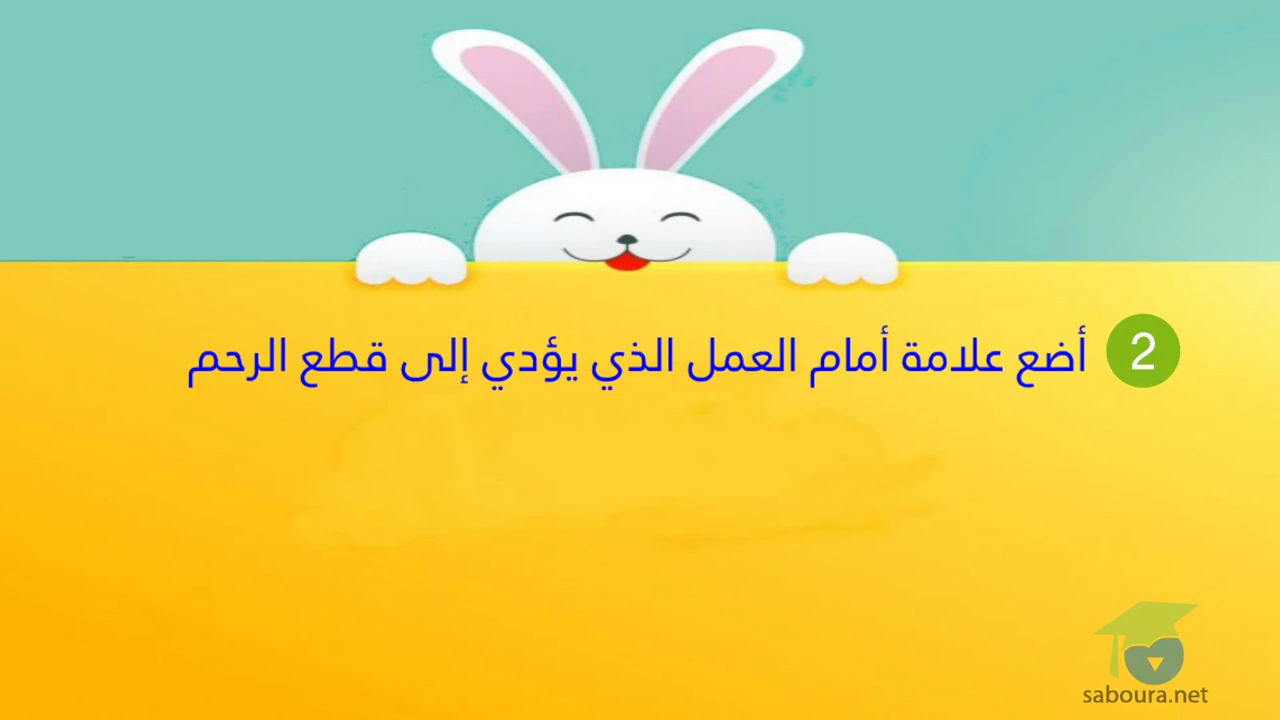 2 أضع علامة أمام العمل الذي يؤدي إلى قطع الرحم
saboura.net